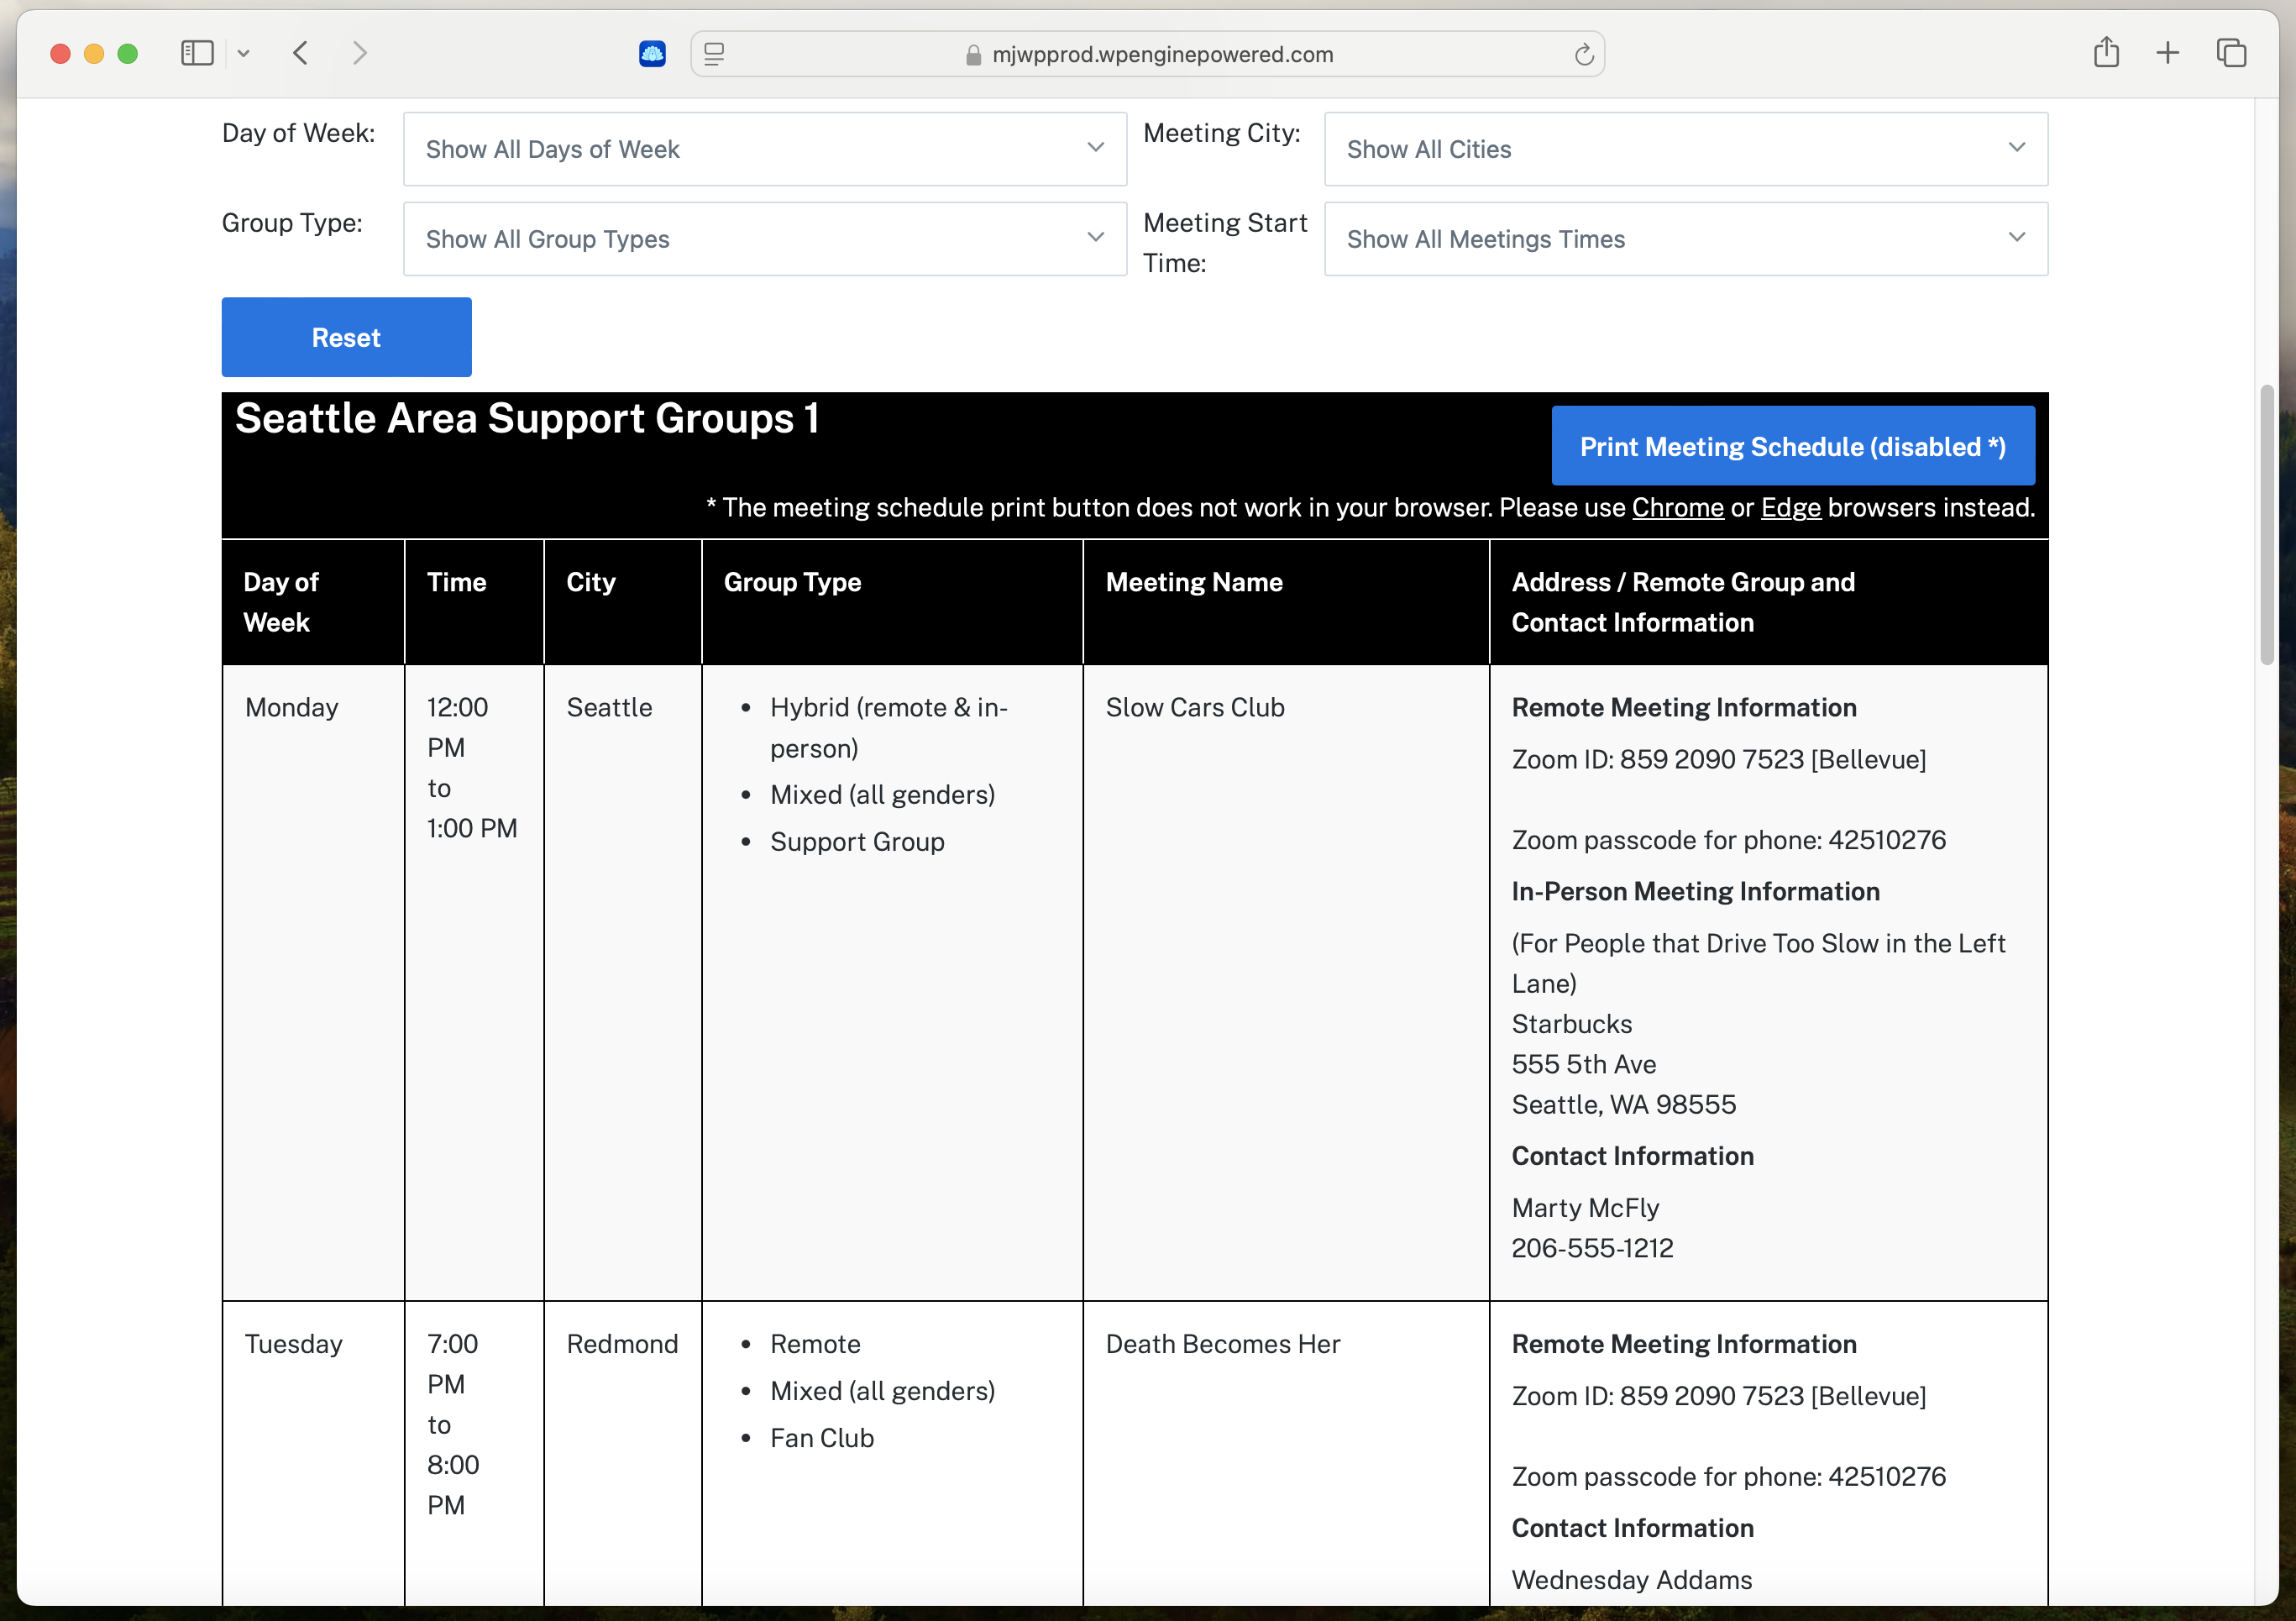 mjwpprod.wpenginepowered.com
Day of Week:
Show All Days of Week
Meeting City:
Show All Cities
Group Type:
Show All Group Types
Meeting Start
Time:
Show All Meetings Times
Reset
Seattle Area Support Groups 1
Print Meeting Schedule (disabled *)
* The meeting schedule print button does not work in your browser. Please use Chrome or Edge browsers instead.
Day of
Week
Time
City
Group Type
Meeting Name
Address / Remote Group and
Contact Information
Monday
12:00
PM
to
1:00 PM
Seattle
• Hybrid (remote & in-
person)
• Mixed (all genders)
• Support Group
Slow Cars Club
Remote Meeting Information
Zoom ID: 859 2090 7523 [Bellevue]
Zoom passcode for phone: 42510276
In-Person Meeting Information
(For People that Drive Too Slow in the Left
Lane)
Starbucks
555 5th Ave
Seattle, WA 98555
Contact Information
Marty McFly
206-555-1212
Tuesday
7:00
PM
to
8:00
PM
Redmond
• Remote
• Mixed (all genders)
• Fan Club
Death Becomes Her
Remote Meeting Information
Zoom ID: 859 2090 7523 [Bellevue]
Zoom passcode for phone: 42510276
Contact Information
Wednesday Addams